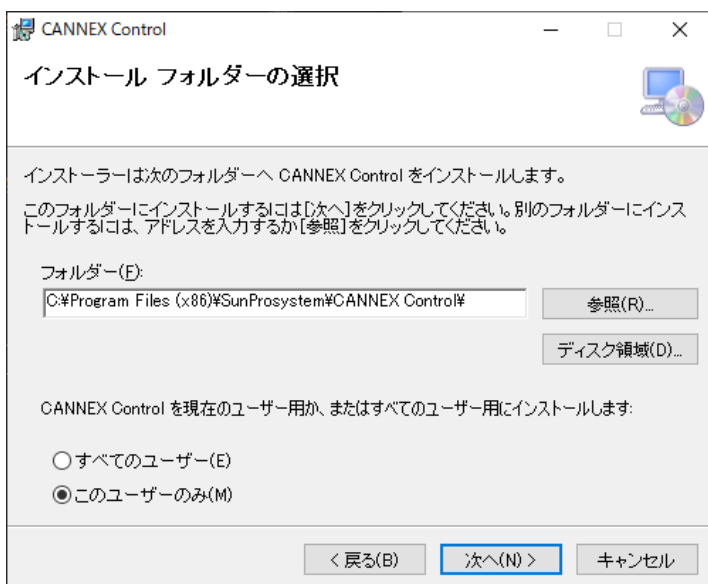 CANNEX Control
インストール フォルダーの選択
インストーラーは次のフォルダーへ CANNEX Control をインストールします。
このフォルダーにインストールするには[次へ]をクリックしてください。別のフォルダーにインス
トールするには、アドレスを入力するか[参照]をクリックしてください。
フォルダー(F):
C:¥Program Files (x86)¥SunProsystem¥CANNEX Control¥
参照(R)...
ディスク領域(D)...
CANNEX Control を現在のユーザー用か、またはすべてのユーザー用にインストールします:
すべてのユーザー(E)
このユーザーのみ(M)
< 戻る(B)
次へ(N) >
キャンセル